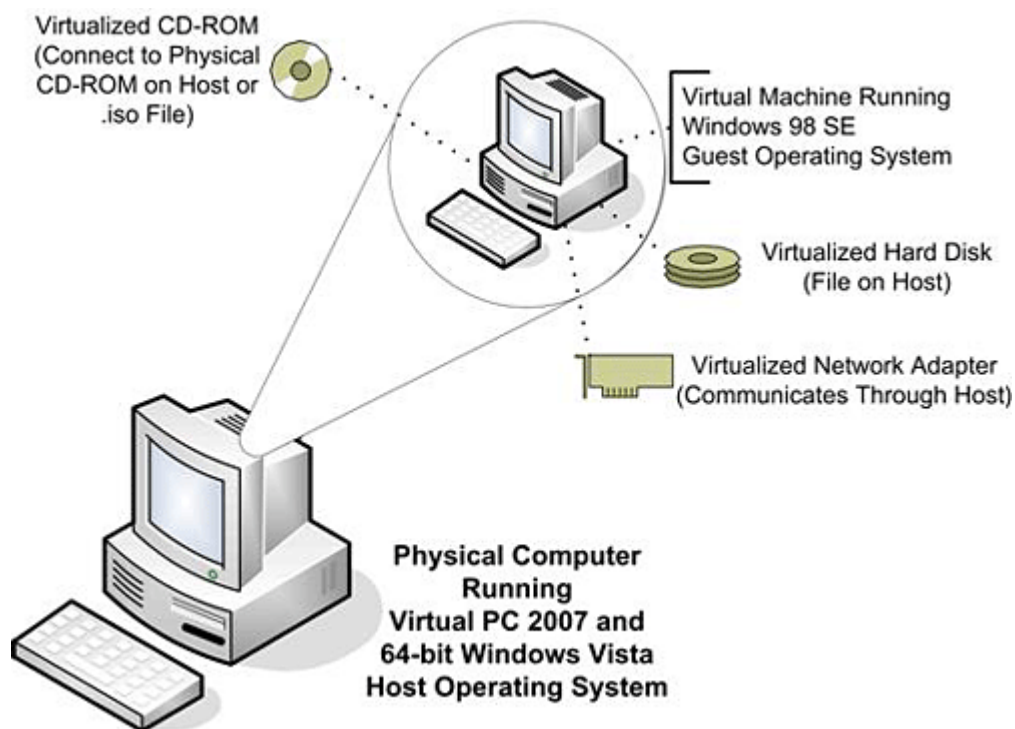 Virtualized CD-ROM
(Connect to Physical
CD-ROM on Host or
.iso File)
Virtual Machine Running
Windows 98 SE
Guest Operating System
Virtualized Hard Disk
(File on Host)
Virtualized Network Adapter
(Communicates Through Host)
Physical Computer
Running
Virtual PC 2007 and
64-bit Windows Vista
Host Operating System